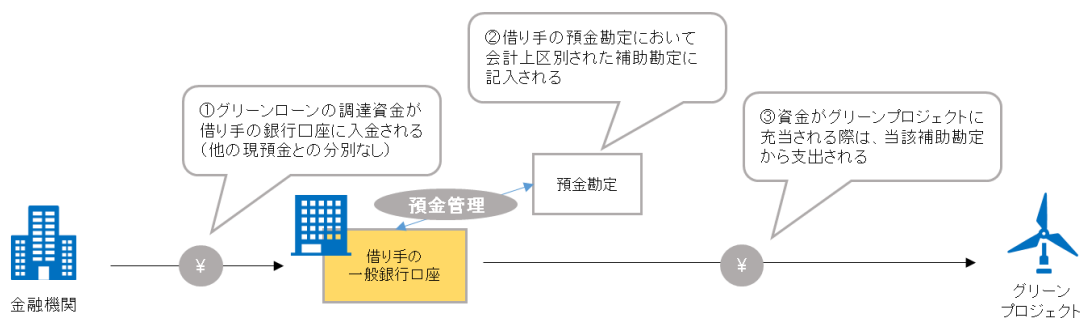 ①グリーンローンの調達資金が
借り手の銀行口座に入金される
（他の現預金との分別なし）
②借り手の預金勘定において
会計上区別された補助勘定に
記入される
③資金がグリーンプロジェクトに
充当される際は、当該補助勘定
から支出される
預金勘定
預金管理
金融機関
¥
借り手の
一般銀行口座
¥
グリーン
プロジェクト